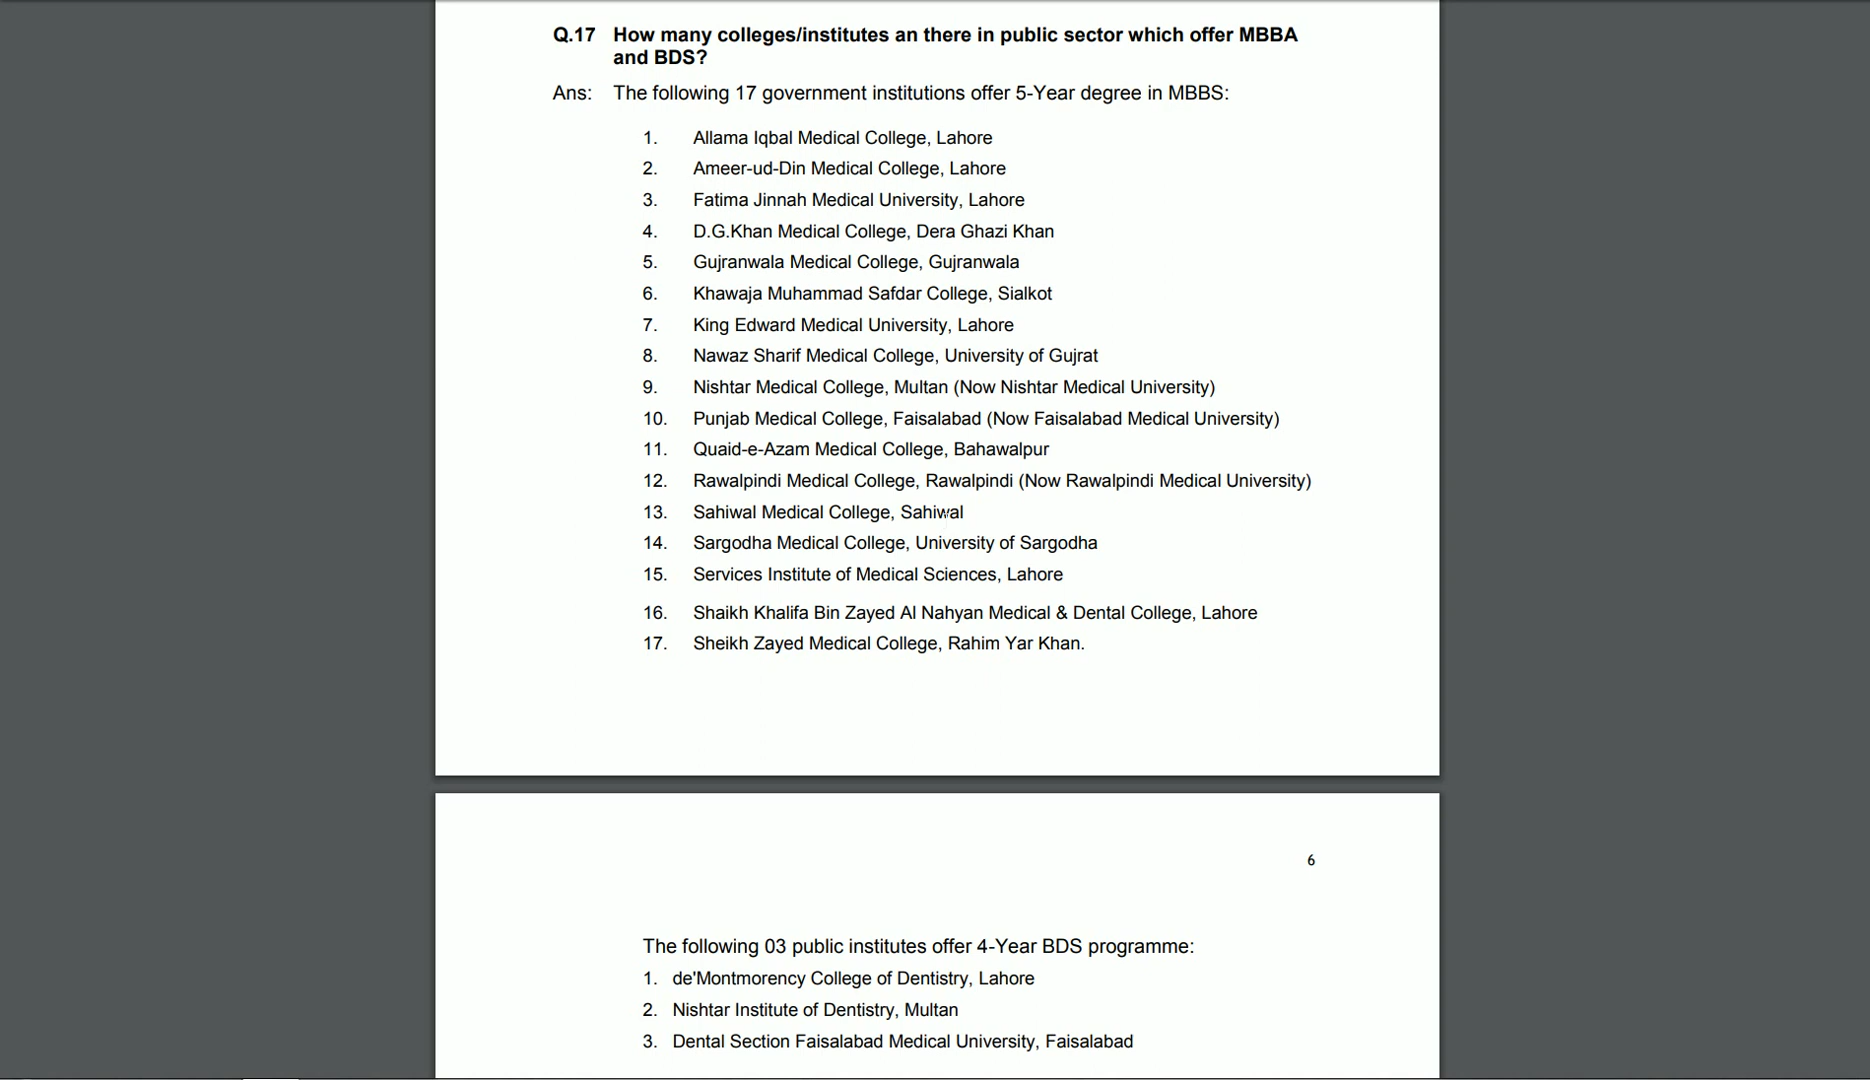 Q.17 How many colleges/institutes an there in public sector which offer MBBA
and BDS?
Ans: The following 17 government institutions offer 5-Year degree in MBBS:
1. Allama Iqbal Medical College, Lahore
2. Ameer-ud-Din Medical College, Lahore
3. Fatima Jinnah Medical University, Lahore
4. D.G.Khan Medical College, Dera Ghazi Khan
5. Gujranwala Medical College, Gujranwala
6. Khawaja Muhammad Safdar College, Sialkot
7. King Edward Medical University, Lahore
8. Nawaz Sharif Medical College, University of Gujrat
9. Nishtar Medical College, Multan (Now Nishtar Medical University)
10. Punjab Medical College, Faisalabad (Now Faisalabad Medical University)
11. Quaid-e-Azam Medical College, Bahawalpur
12. Rawalpindi Medical College, Rawalpindi (Now Rawalpindi Medical University)
13. Sahiwal Medical College, Sahiwal
14. Sargodha Medical College, University of Sargodha
15. Services Institute of Medical Sciences, Lahore
16. Shaikh Khalifa Bin Zayed Al Nahyan Medical & Dental College, Lahore
17. Sheikh Zayed Medical College, Rahim Yar Khan.
6
The following 03 public institutes offer 4-Year BDS programme:
1. de'Montmorency College of Dentistry, Lahore
2. Nishtar Institute of Dentistry, Multan
3. Dental Section Faisalabad Medical University, Faisalabad